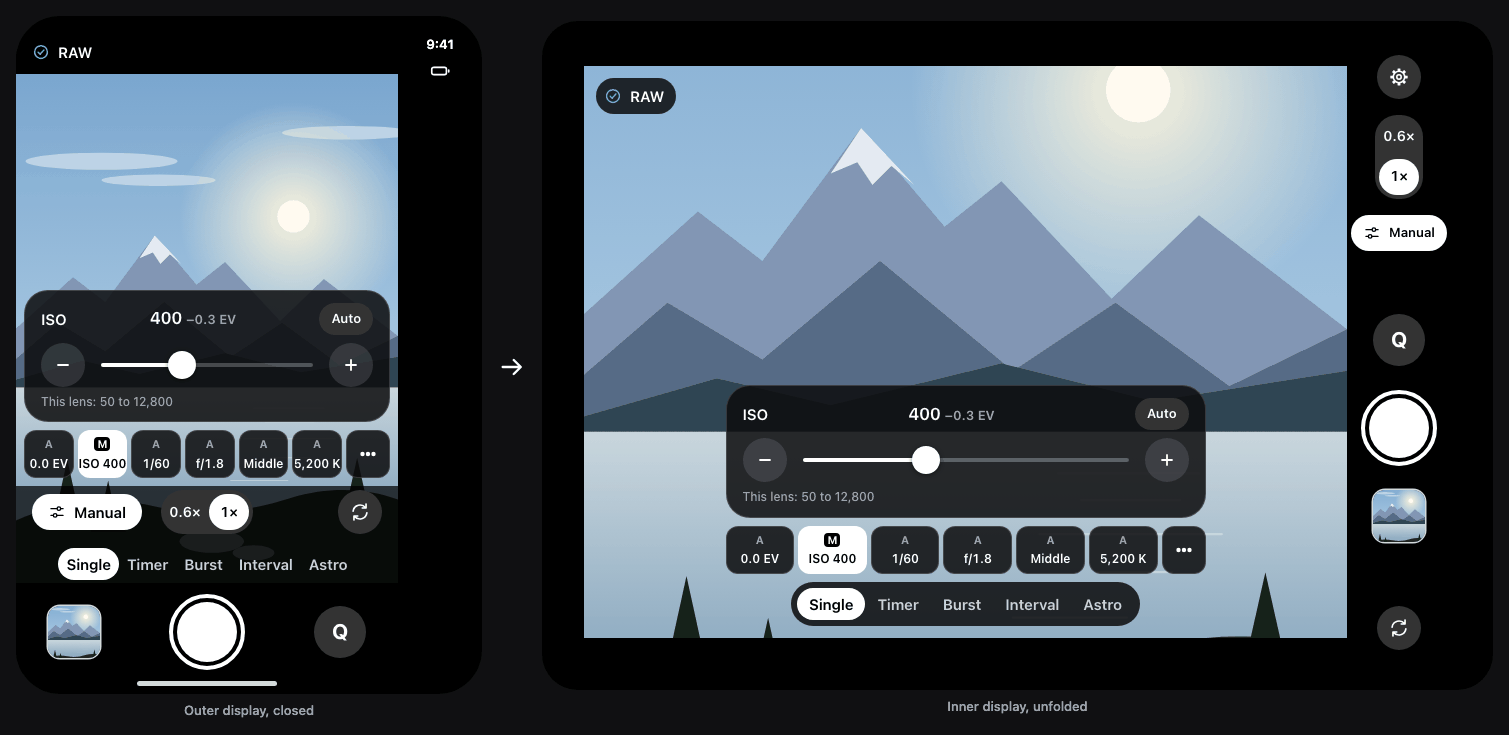 RAW
9:41
ISO
400 −0.3 EV
Auto
This lens: 50 to 12,800
A
0.0 EV
M
ISO 400
A
1/60
A
f/1.8
A
Middle
A
5,200 K
Manual
0.6×
1×
Single
Timer
Burst
Interval
Astro
Q
Outer display, closed
RAW
0.6×
1×
Manual
Q
ISO
400 −0.3 EV
Auto
This lens: 50 to 12,800
A
0.0 EV
M
ISO 400
A
1/60
A
f/1.8
A
Middle
A
5,200 K
Single
Timer
Burst
Interval
Astro
Inner display, unfolded